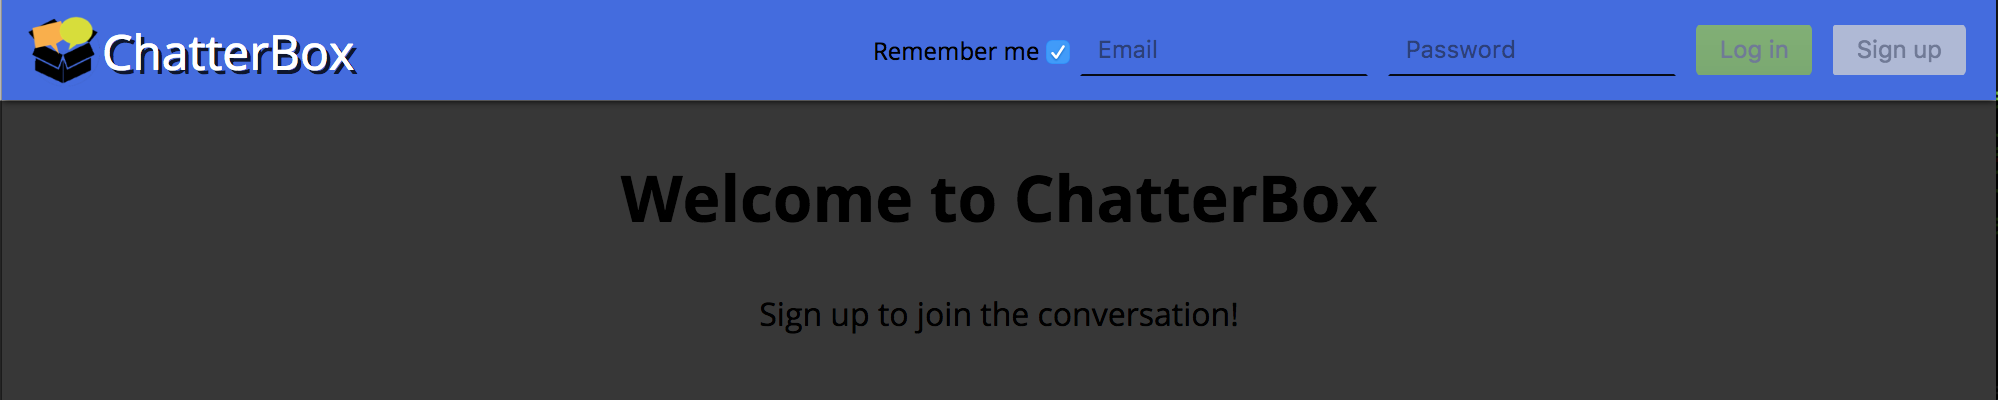 ChatterBox
Remember me Email Password Log in Sign up
Welcome to ChatterBox
Sign up to join the conversation!